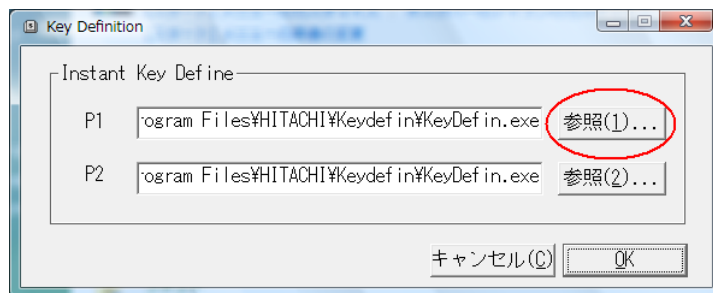 Key Definition
Instant Key Define
P1 rogram Files¥HITACHI¥Keydefin¥KeyDefin.exe 参照(1)...
P2 rogram Files¥HITACHI¥Keydefin¥KeyDefin.exe 参照(2)...
キャンセル(C) OK